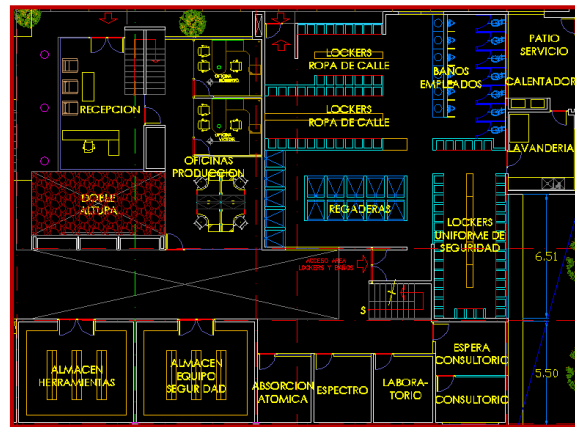 LOCKERS
ROPA DE CALLE
PATIO
SERVICIO
BAÑOS
EMPLEADOS
CALENTADOR
RECEPCION
LOCKERS
ROPA DE CALLE
LAVANDERIA
OFICINAS
PRODUCCION
DOBLE
ALTURA
REGADERAS
LOCKERS
UNIFORME DE
SEGURIDAD
ACCESO AREA
LOCKERS Y BAÑOS
6.51
S
ESPERA
CONSULTORIO
ALMACEN
HERRAMIENTAS
ALMACEN
EQUIPO
SEGURIDAD
ABSORCION
ATOMICA
ESPECTRO
LABORA-
TORIO
CONSULTORIO
5.50